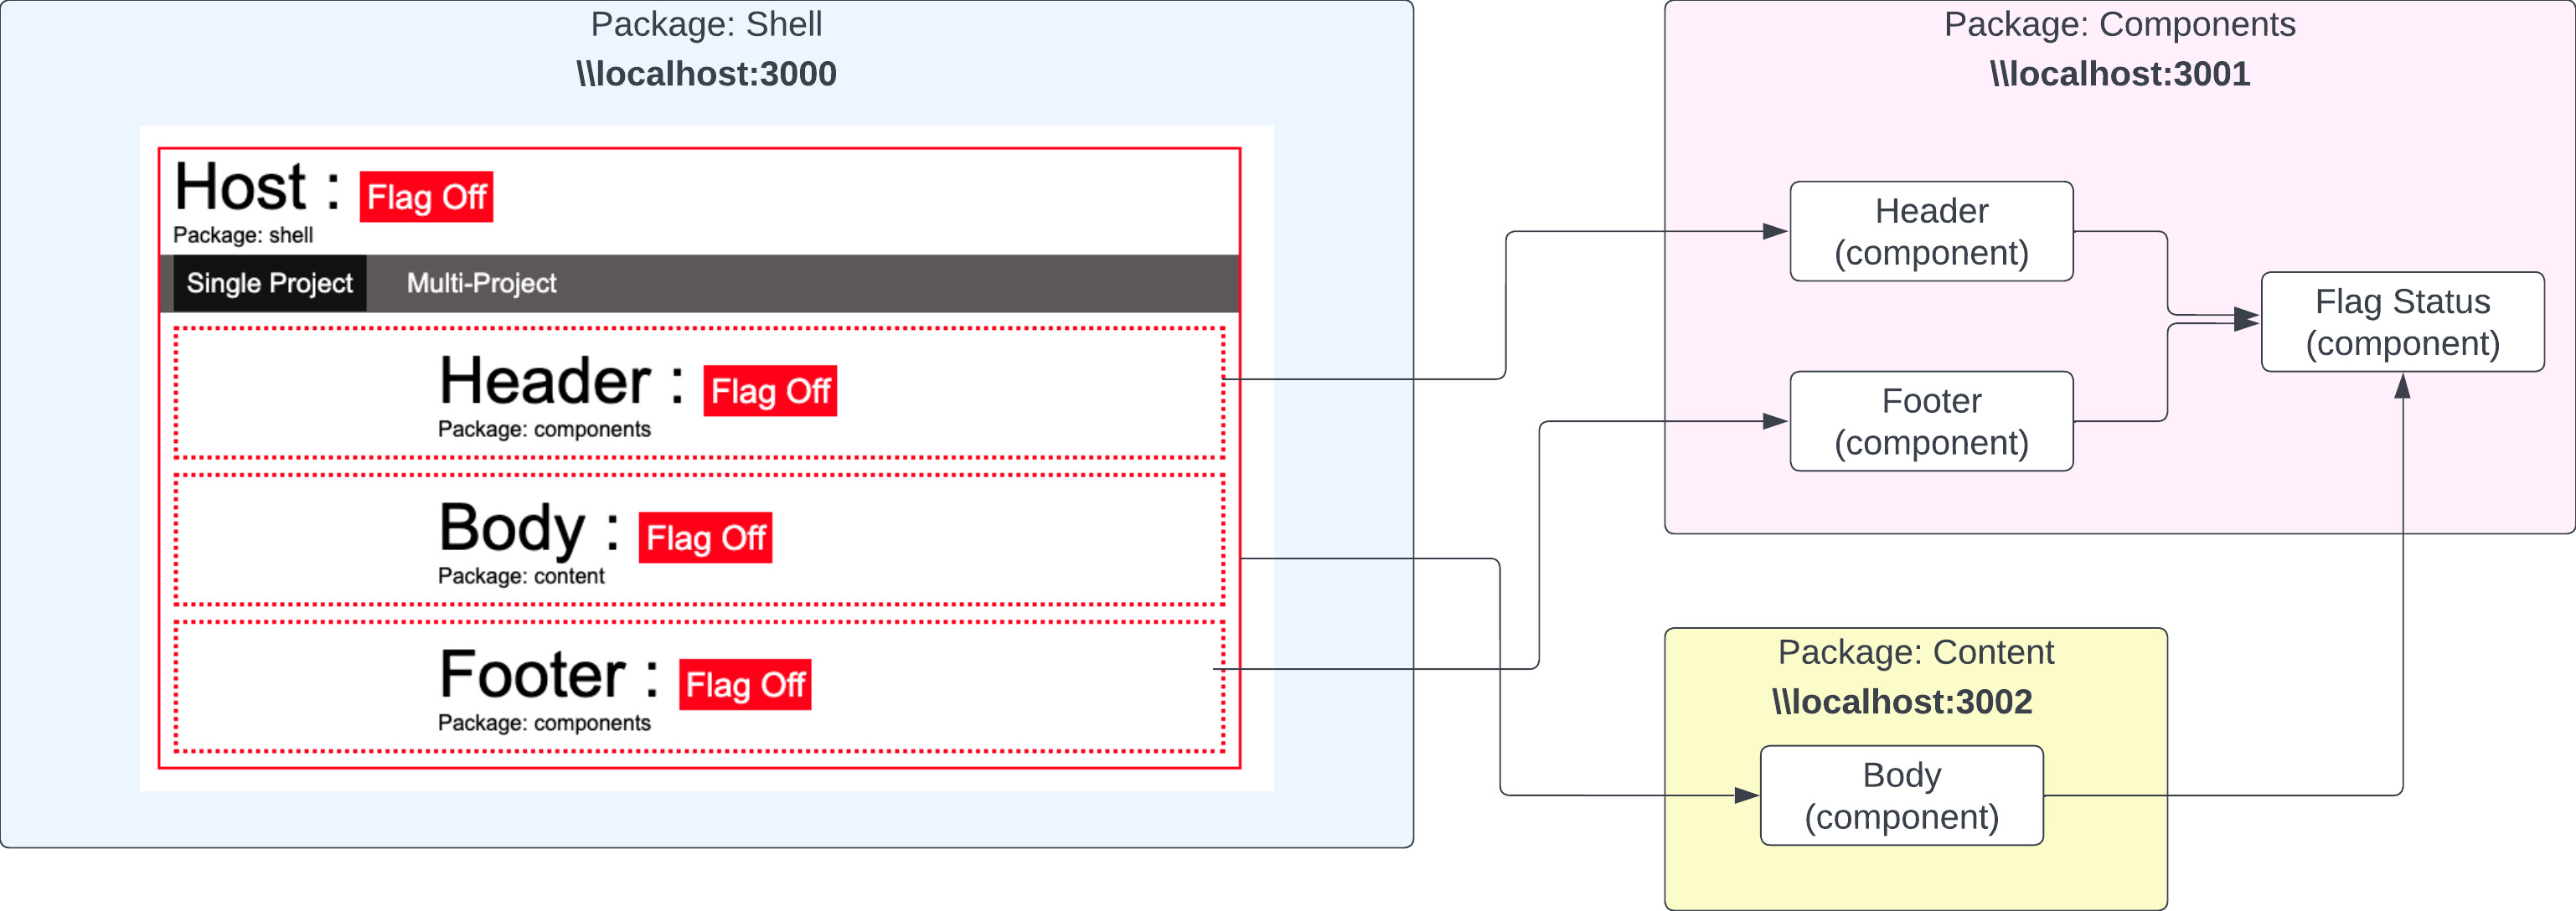 Package: Shell
\\localhost:3000
Host : Flag Off
Package: shell
Single Project Multi-Project
Header : Flag Off
Package: components
Body : Flag Off
Package: content
Footer : Flag Off
Package: components
Package: Components
\\localhost:3001
Header
(component)
Footer
(component)
Flag Status
(component)
Package: Content
\\localhost:3002
Body
(component)